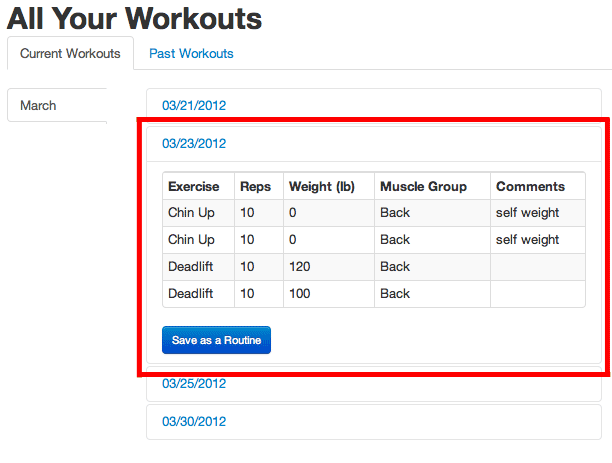 All Your Workouts
Current Workouts Past Workouts
March
03/21/2012
03/23/2012
Exercise Reps Weight (lb) Muscle Group Comments
Chin Up 10 0 Back self weight
Chin Up 10 0 Back self weight
Deadlift 10 120 Back
Deadlift 10 100 Back
Save as a Routine
03/25/2012
03/30/2012